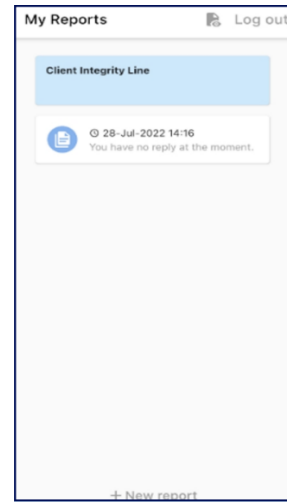 My Reports Log out
Client Integrity Line
28-Jul-2022 14:16
You have no reply at the moment.
+ New report